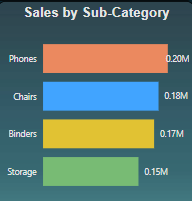 Sales by Sub-Category
Phones 0.20M
Chairs 0.18M
Binders 0.17M
Storage 0.15M